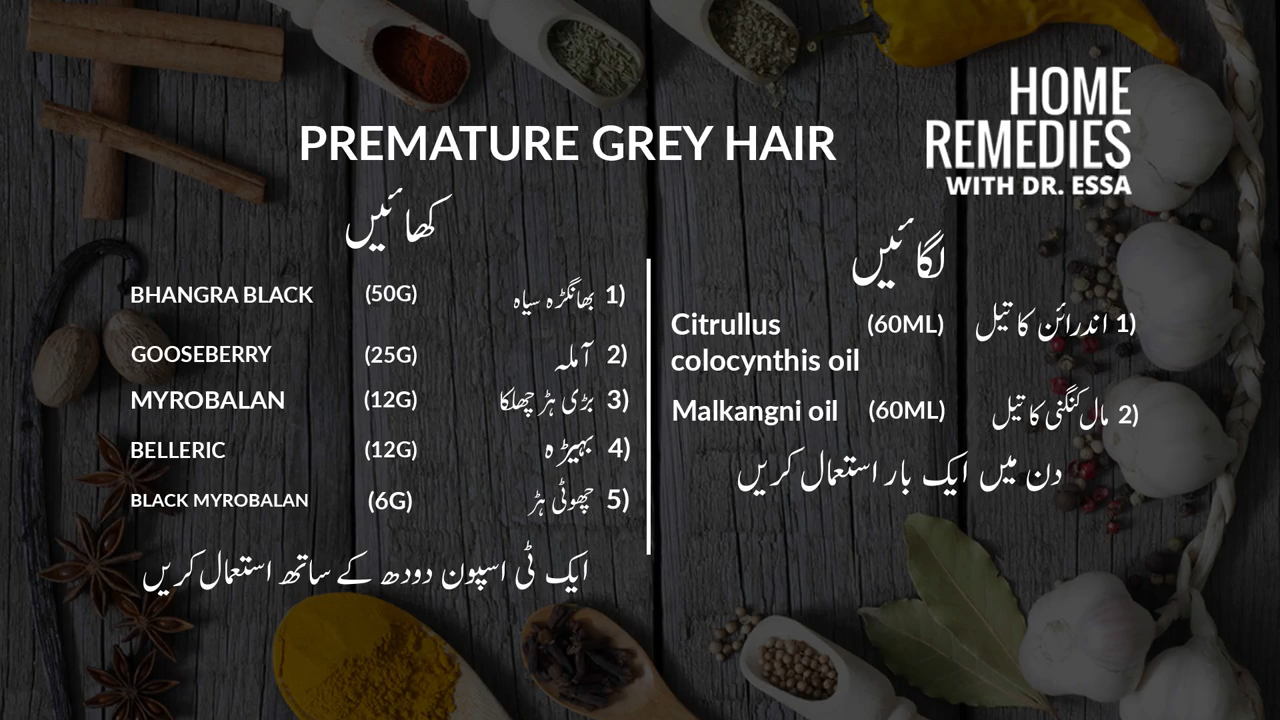 HOME
REMEDIES
WITH DR. ESSA
PREMATURE GREY HAIR
کھائیں
BHANGRA BLACK (50G) بھانگڑہ سیاہ 1)
GOOSEBERRY (25G) آملہ 2)
MYROBALAN (12G) بڑی ہڑ چھلکا 3)
BELLERIC (12G) بہیڑہ 4)
BLACK MYROBALAN (6G) چھوٹی ہڑ 5)
ایک ٹی اسپون دودھ کے ساتھ استعمال کریں
لگائیں
Citrullus (60ML) اندرائن کا تیل 1)
colocynthis oil
Malkangni oil (60ML) مال کنگنی کا تیل 2)
دن میں ایک بار استعمال کریں